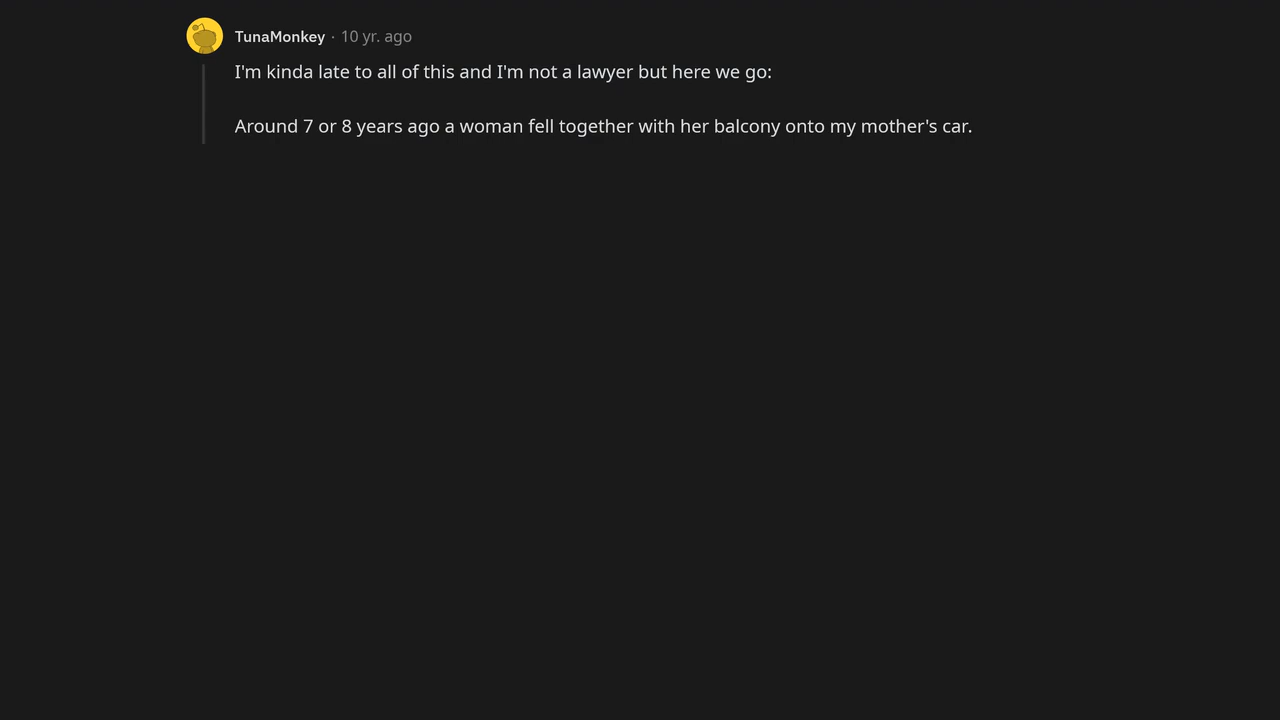 TunaMonkey · 10 yr. ago
I'm kinda late to all of this and I'm not a lawyer but here we go:
Around 7 or 8 years ago a woman fell together with her balcony onto my mother's car.